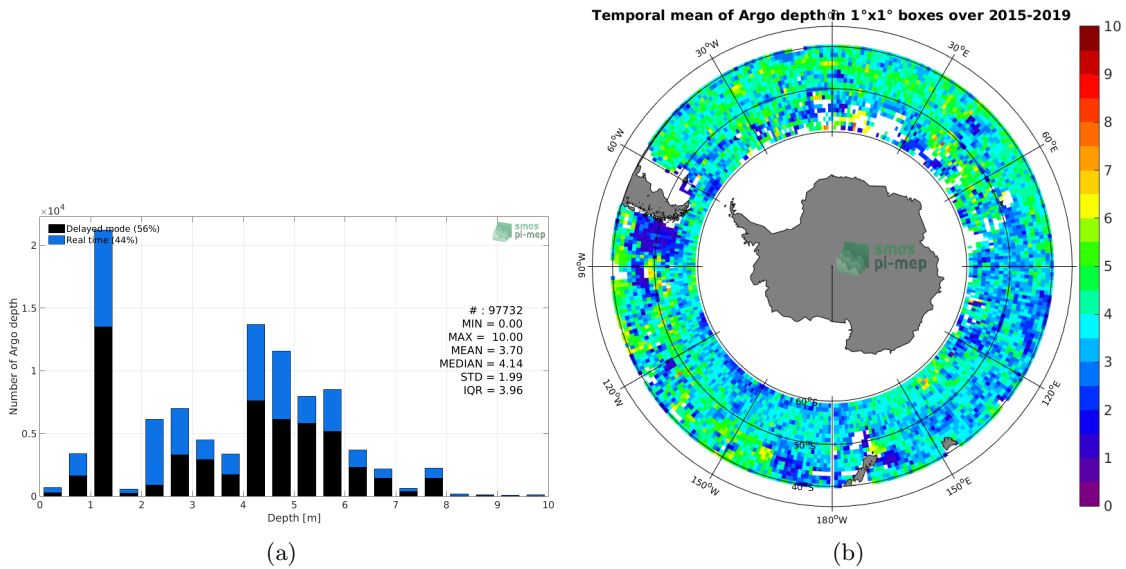 ×10⁴
Delayed mode (56%)
Real time (44%)
smos
pi-mep
# : 97732
MIN = 0.00
MAX = 10.00
MEAN = 3.70
MEDIAN = 4.14
STD = 1.99
IQR = 3.96
2
1.5
1
0.5
0
Number of Argo depth
0 1 2 3 4 5 6 7 8 9 10
Depth [m]
(a)
Temporal mean of Argo depth in 1°x1° boxes over 2015-2019
0°
30°E
60°E
120°E
150°E
180°W
150°W
120°W
90°W
60°W
30°W
60°S
50°S
40°S
smos
pi-mep
10
9
8
7
6
5
4
3
2
1
0
(b)